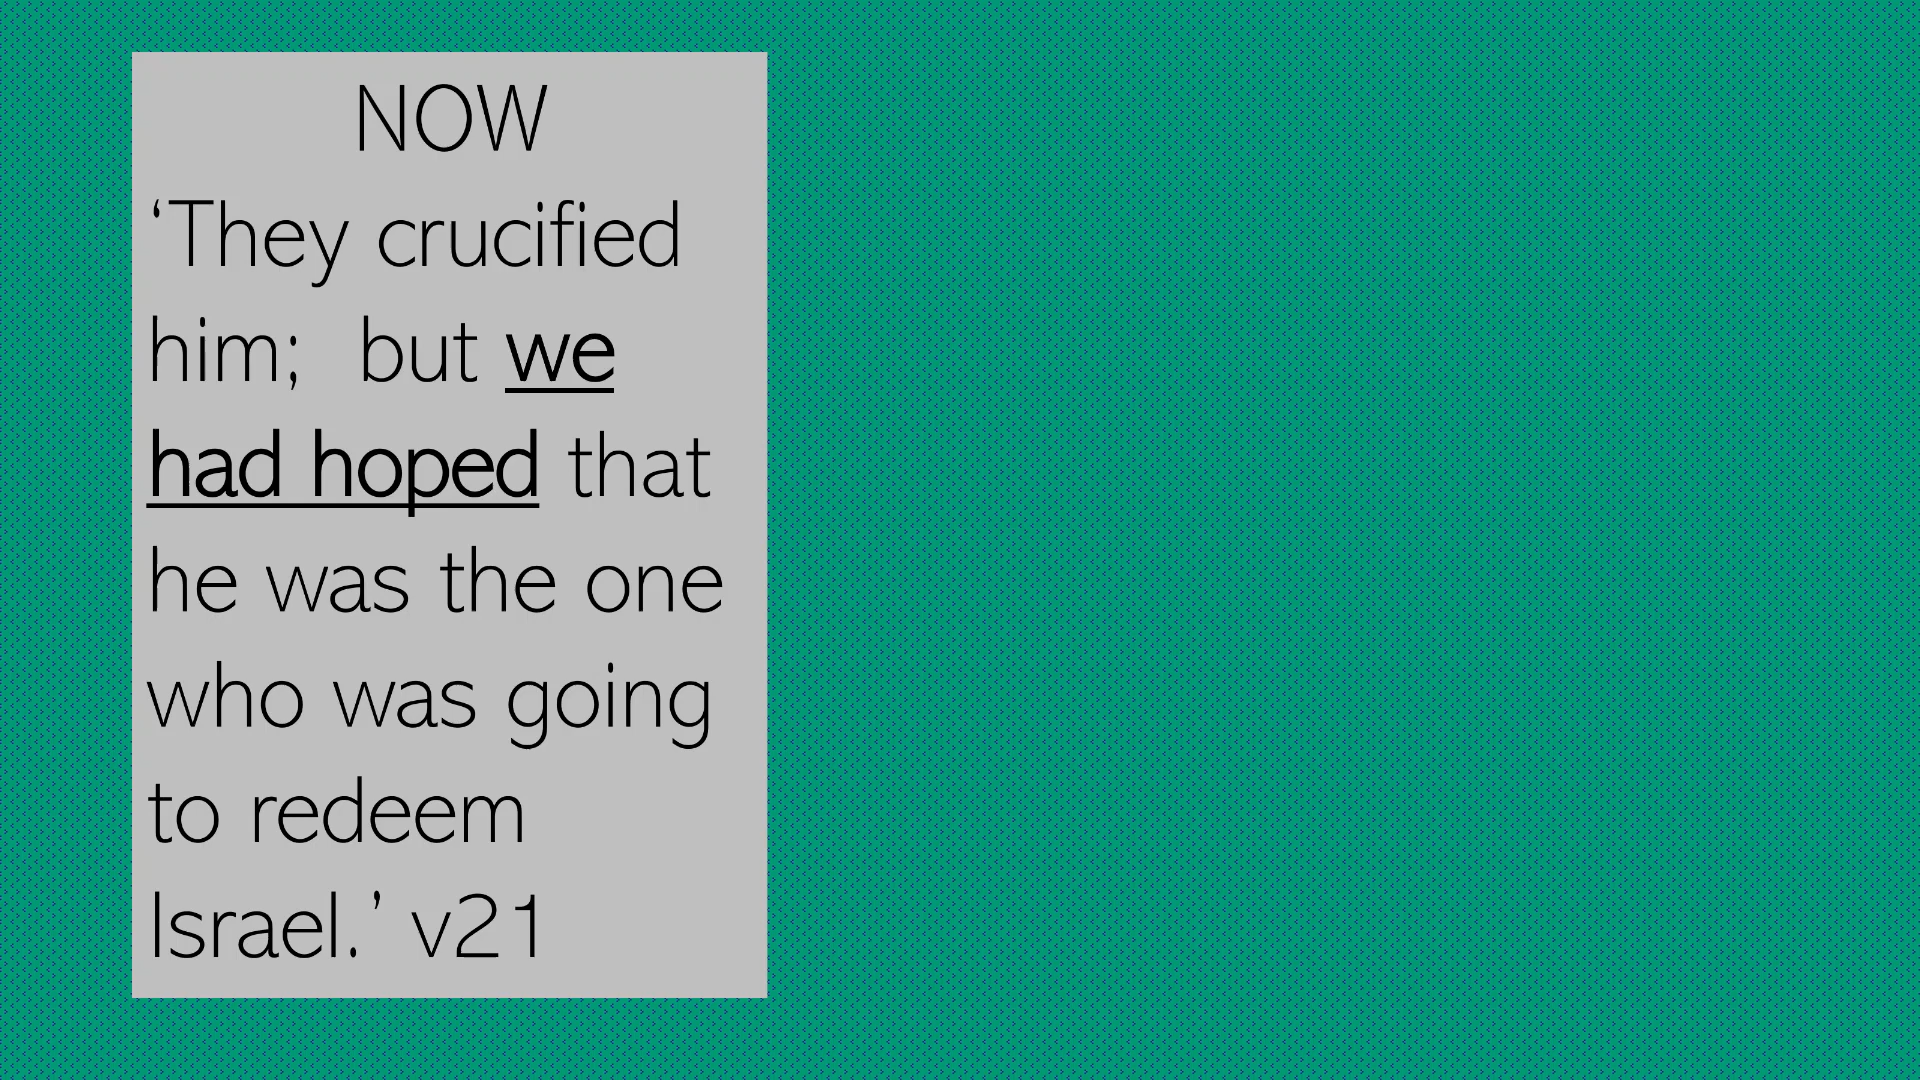 NOW
‘They crucified
him;  but we
had hoped that
he was the one
who was going
to redeem
Israel.’ v21